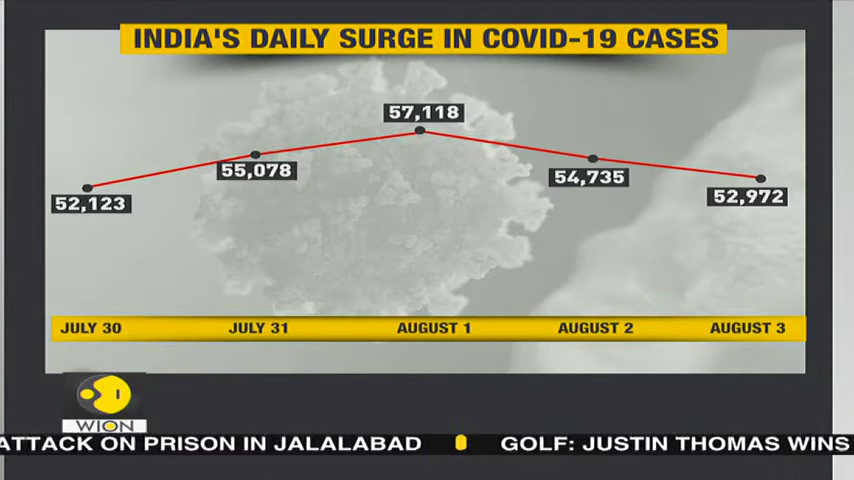 INDIA'S DAILY SURGE IN COVID-19 CASES
57,118
55,078
54,735
52,123
52,972
JULY 30
JULY 31
AUGUST 1
AUGUST 2
AUGUST 3
WION
ATTACK ON PRISON IN JALALABAD
GOLF: JUSTIN THOMAS WINS